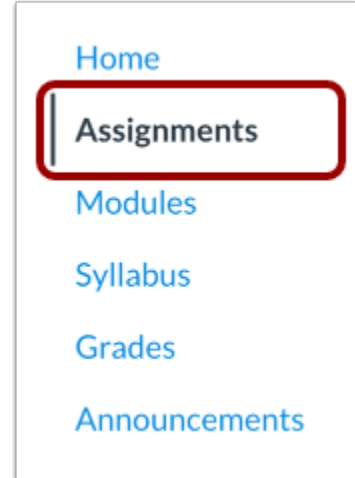 Home
Assignments
Modules
Syllabus
Grades
Announcements